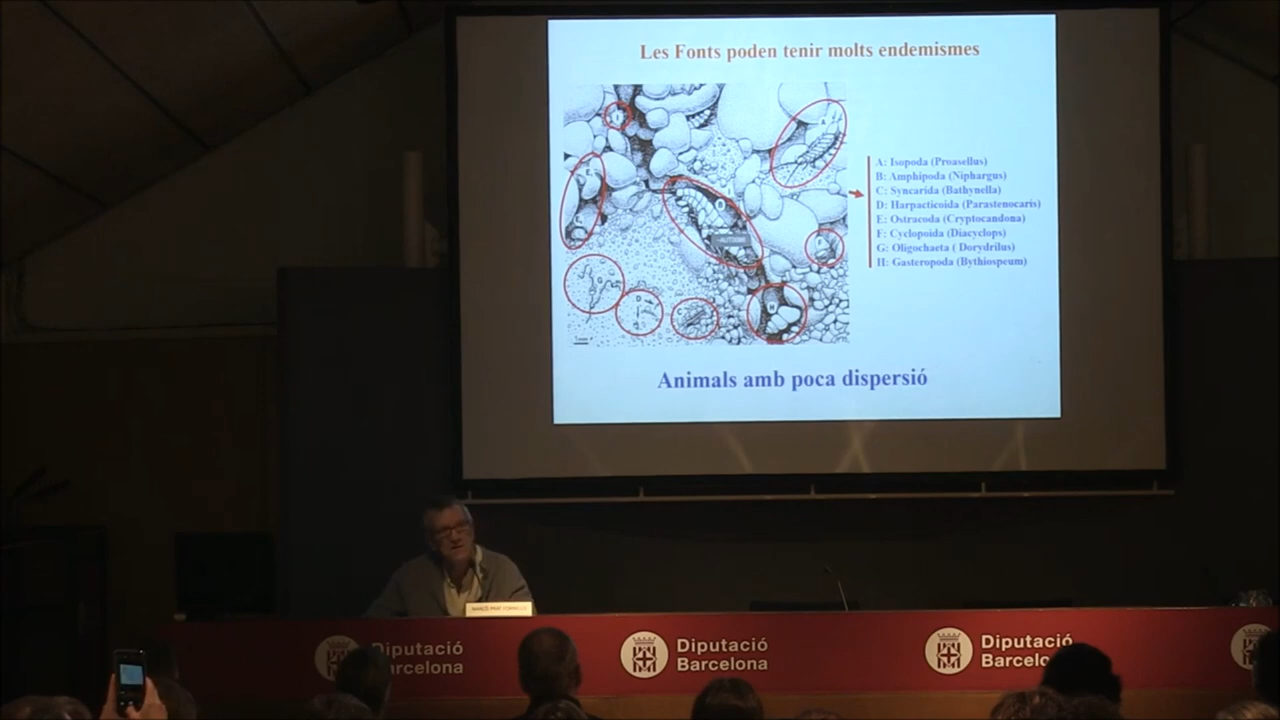 Les Fonts poden tenir molts endemismes
A: Isopoda (Proasellus)
B: Amphipoda (Niphargus)
C: Syncarida (Bathynella)
D: Harpacticoida (Parastenocaris)
E: Ostracoda (Cryptocandona)
F: Cyclopoida (Diacyclops)
G: Oligochaeta ( Dorydrilus)
H: Gasteropoda (Bythiospeum)
Animals amb poca dispersió
Diputació
Barcelona
Diputació
Barcelona
Diputació